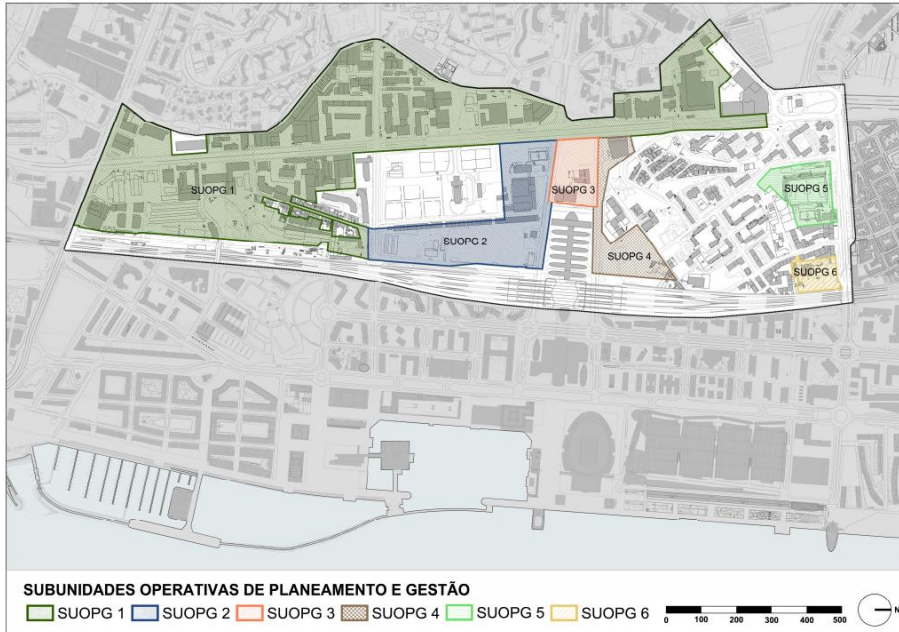 SUOPG 1
SUOPG 2
SUOPG 3
SUOPG 4
SUOPG 5
SUOPG 6
SUBUNIDADES OPERATIVAS DE PLANEAMENTO E GESTÃO
SUOPG 1 SUOPG 2 SUOPG 3 SUOPG 4 SUOPG 5 SUOPG 6
0 100 200 300 400 500
N